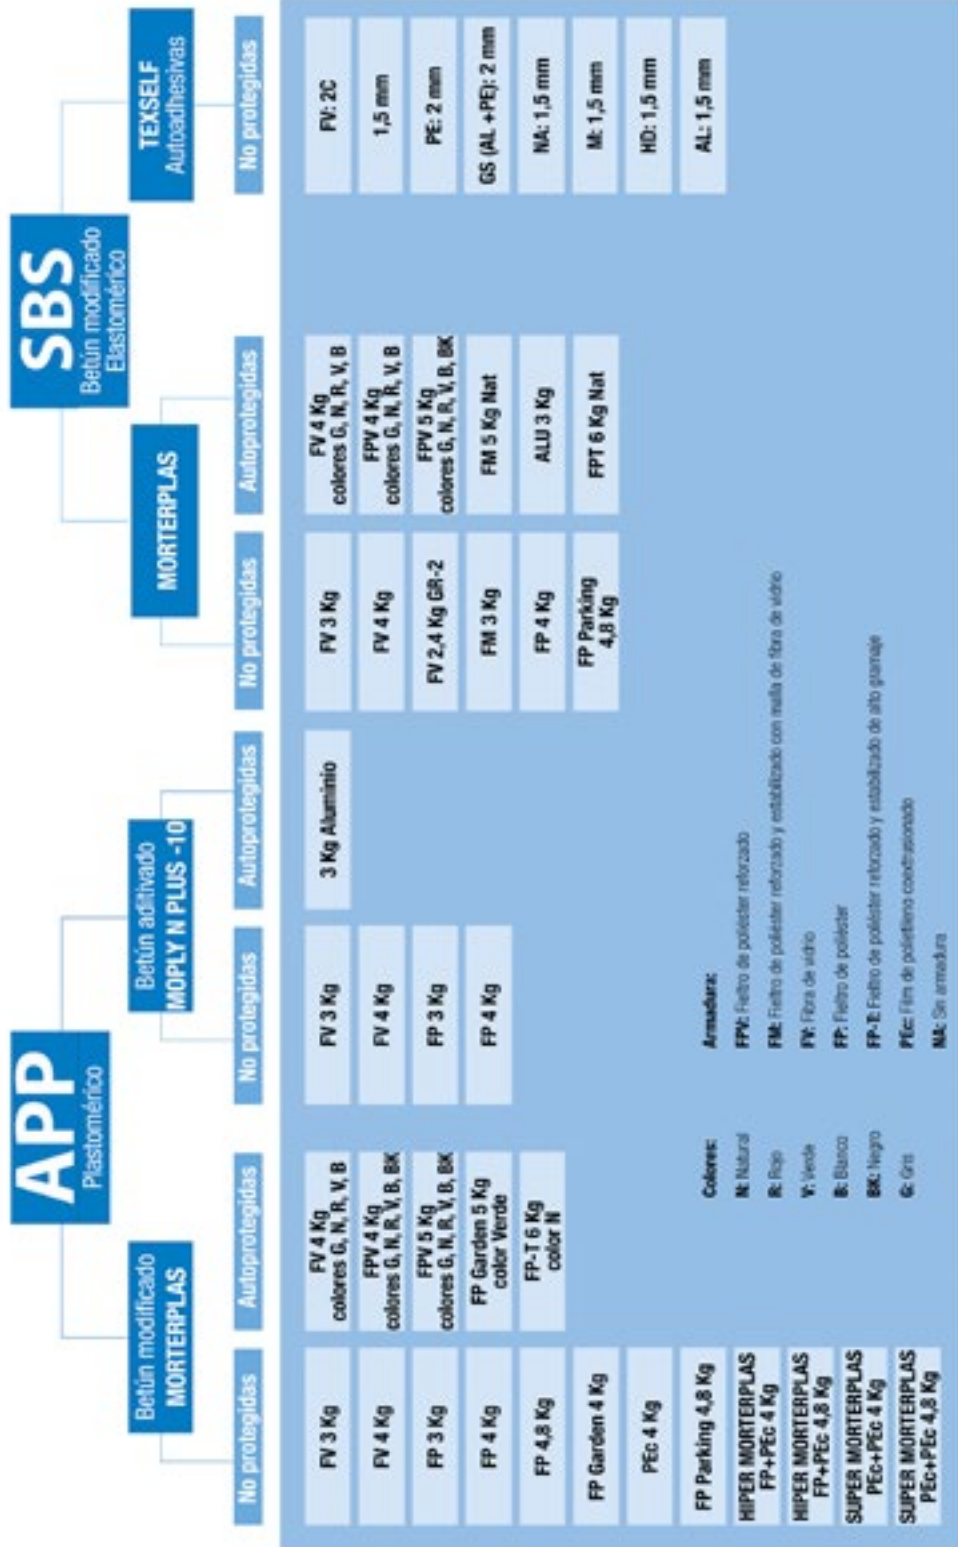 APP
Plastomérico
SBS
Betún modificado
Elastomérico
Betún modificado
MORTERPLAS
Betún aditivado
MOPLY N PLUS -10
MORTERPLAS
TEXSELF
Autoadhesivas
No protegidas
Autoprotegidas
No protegidas
Autoprotegidas
No protegidas
Autoprotegidas
No protegidas
FV 3 Kg
FV 4 Kg
FP 3 Kg
FP 4 Kg
FP 4,8 Kg
FP Garden 4 Kg
PEc 4 Kg
FP Parking 4,8 Kg
HIPER MORTERPLAS
FP+PEc 4 Kg
HIPER MORTERPLAS
FP+PEc 4,8 Kg
SUPER MORTERPLAS
PEc+PEc 4 Kg
SUPER MORTERPLAS
PEc+PEc 4,8 Kg
FV 4 Kg
colores G, N, R, V, B
FPV 4 Kg
colores G, N, R, V, B, BK
FPV 5 Kg
colores G, N, R, V, B, BK
FP Garden 5 Kg
color Verde
FP-T 6 Kg
color N
FV 3 Kg
FV 4 Kg
FP 3 Kg
FP 4 Kg
3 Kg Aluminio
FV 3 Kg
FV 4 Kg
FV 2,4 Kg GR-2
FM 3 Kg
FP 4 Kg
FP Parking
4,8 Kg
FV 4 Kg
colores G, N, R, V, B
FPV 4 Kg
colores G, N, R, V, B
FPV 5 Kg
colores G, N, R, V, B, BK
FM 5 Kg Nat
ALU 3 Kg
FPT 6 Kg Nat
FV: 2C
1,5 mm
PE: 2 mm
GS (AL +PE): 2 mm
NA: 1,5 mm
M: 1,5 mm
HD: 1,5 mm
AL: 1,5 mm
Colores:
N: Natural
R: Rojo
V: Verde
B: Blanco
BK: Negro
G: Gris
Armadura:
FPV: Fieltro de poliéster reforzado
FM: Fieltro de poliéster reforzado y estabilizado con malla de fibra de vidrio
FV: Fibra de vidrio
FP: Fieltro de poliéster
FP-T: Fieltro de poliéster reforzado y estabilizado de alto gramaje
PEc: Film de polietileno coextrusionado
NA: Sin armadura